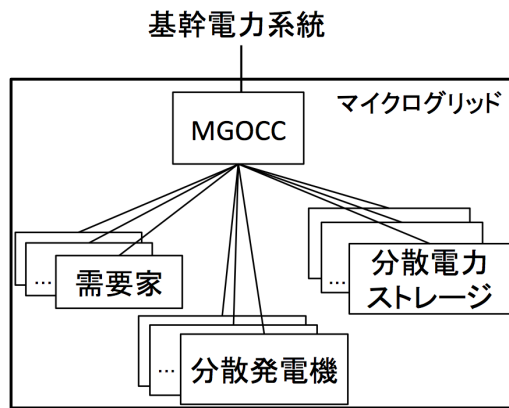 基幹電力系統
マイクログリッド
MGOCC
... 需要家
... 分散電力
ストレージ
... 分散発電機